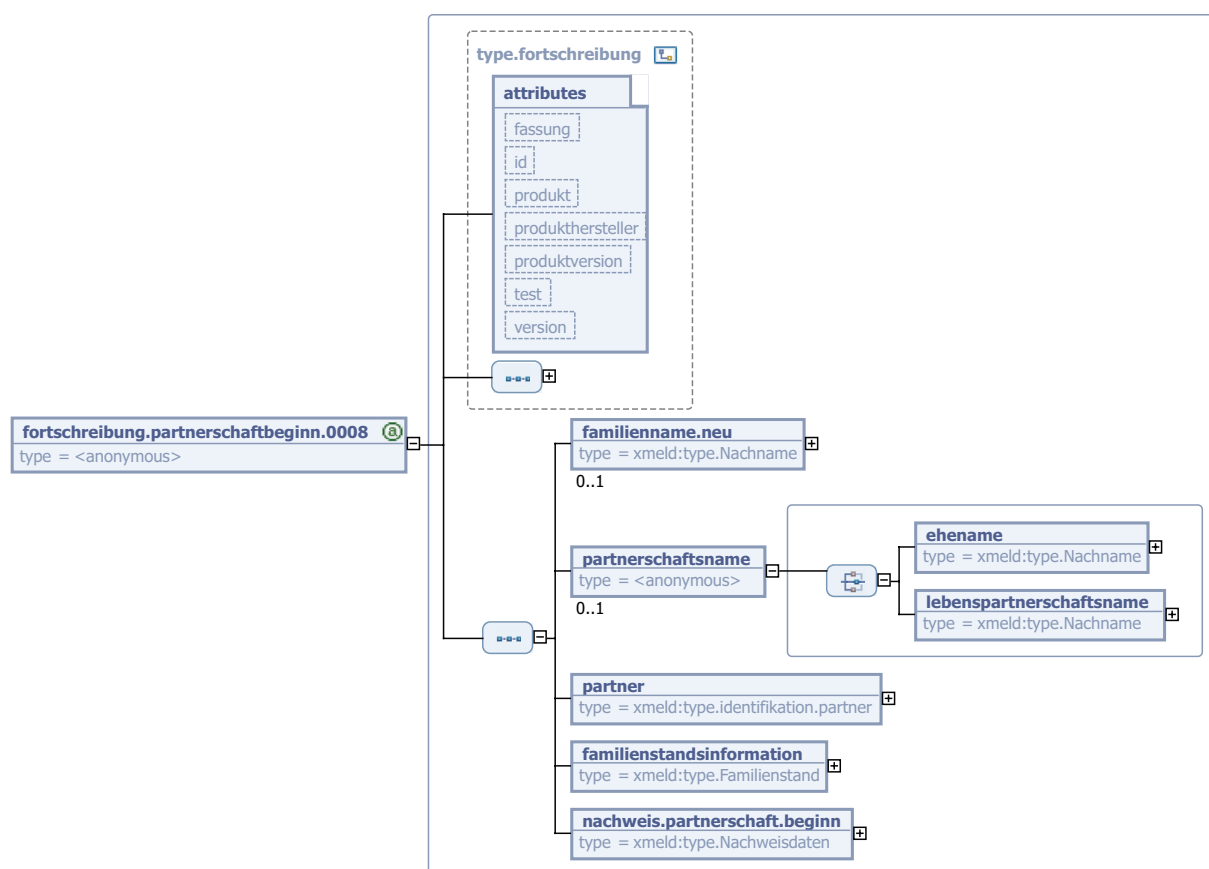 type.fortschreibung
attributes
fassung
id
produkt
produkthersteller
produktversion
test
version
fortschreibung.partnerschaftbeginn.0008 @
type = <anonymous>
familienname.neu
type = xmeld:type.Nachname
0..1
partnerschaftsname
type = <anonymous>
0..1
ehename
type = xmeld:type.Nachname
lebenspartnerschaftsname
type = xmeld:type.Nachname
partner
type = xmeld:type.identifikation.partner
familienstandsinformation
type = xmeld:type.Familienstand
nachweis.partnerschaft.beginn
type = xmeld:type.Nachweisdaten